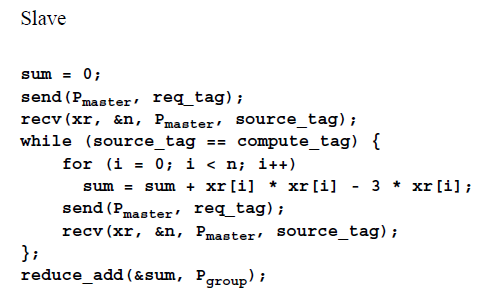 Slave
sum = 0;
send(Pmaster, req_tag);
recv(xr, &n, Pmaster, source_tag);
while (source_tag == compute_tag) {
for (i = 0; i < n; i++)
sum = sum + xr[i] * xr[i] - 3 * xr[i];
send(Pmaster, req_tag);
recv(xr, &n, Pmaster, source_tag);
};
reduce_add(&sum, Pgroup);